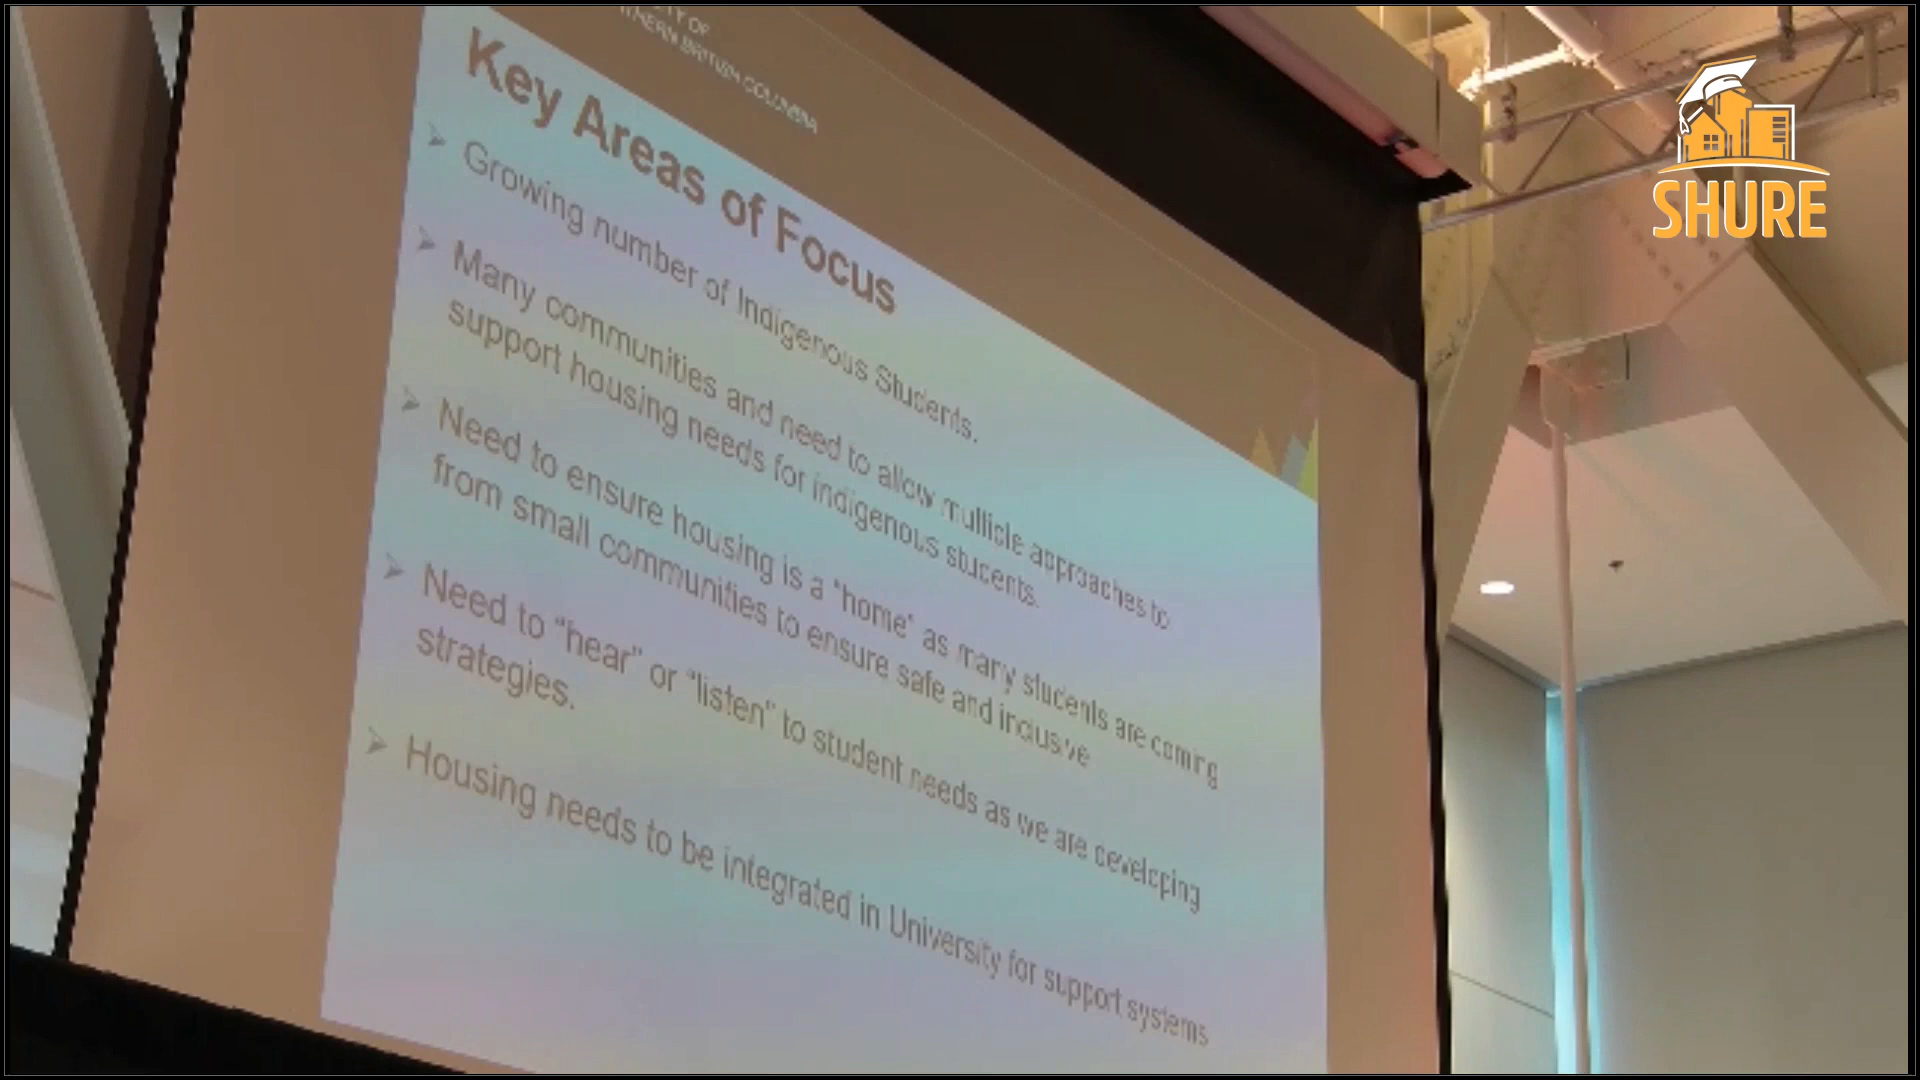 OF
BRITISH COLUMBIA
Key Areas of Focus
Growing number of Indigenous Students.
Many communities and need to allow multiple approaches to
support housing needs for indigenous students.
Need to ensure housing is a “home” as many students are coming
from small communities to ensure safe and inclusive
Need to “hear” or “listen” to student needs as we are developing
strategies.
Housing needs to be integrated in University for support systems
SHURE